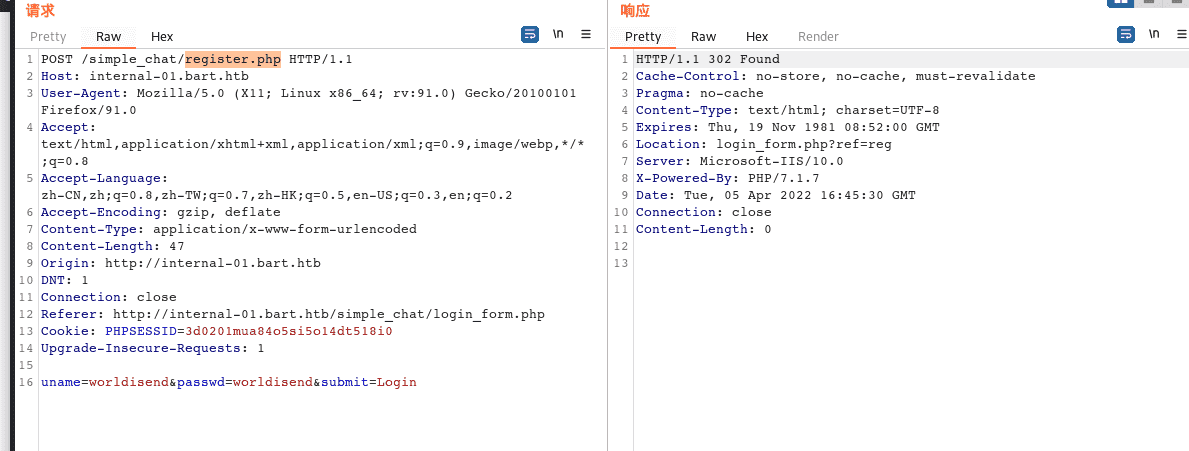 请求
Pretty Raw Hex \n ≡
1 POST /simple_chat/register.php HTTP/1.1
2 Host: internal-01.bart.htb
3 User-Agent: Mozilla/5.0 (X11; Linux x86_64; rv:91.0) Gecko/20100101
Firefox/91.0
4 Accept:
text/html,application/xhtml+xml,application/xml;q=0.9,image/webp,*/*
;q=0.8
5 Accept-Language:
zh-CN,zh;q=0.8,zh-TW;q=0.7,zh-HK;q=0.5,en-US;q=0.3,en;q=0.2
6 Accept-Encoding: gzip, deflate
7 Content-Type: application/x-www-form-urlencoded
8 Content-Length: 47
9 Origin: http://internal-01.bart.htb
10 DNT: 1
11 Connection: close
12 Referer: http://internal-01.bart.htb/simple_chat/login_form.php
13 Cookie: PHPSESSID=3d0201mua84o5si5o14dt518i0
14 Upgrade-Insecure-Requests: 1
15
16 uname=worldisend&passwd=worldisend&submit=Login
响应
Pretty Raw Hex Render \n ≡
1 HTTP/1.1 302 Found
2 Cache-Control: no-store, no-cache, must-revalidate
3 Pragma: no-cache
4 Content-Type: text/html; charset=UTF-8
5 Expires: Thu, 19 Nov 1981 08:52:00 GMT
6 Location: login_form.php?ref=reg
7 Server: Microsoft-IIS/10.0
8 X-Powered-By: PHP/7.1.7
9 Date: Tue, 05 Apr 2022 16:45:30 GMT
10 Connection: close
11 Content-Length: 0
12
13